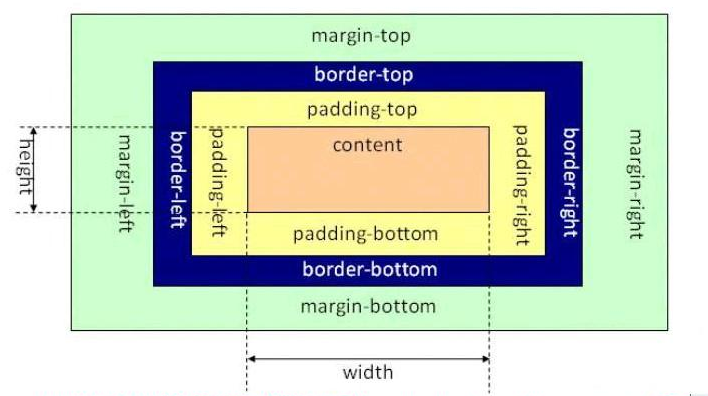 margin-top
border-top
padding-top
content
height
margin-left
border-left
padding-left
padding-right
border-right
margin-right
padding-bottom
border-bottom
margin-bottom
width